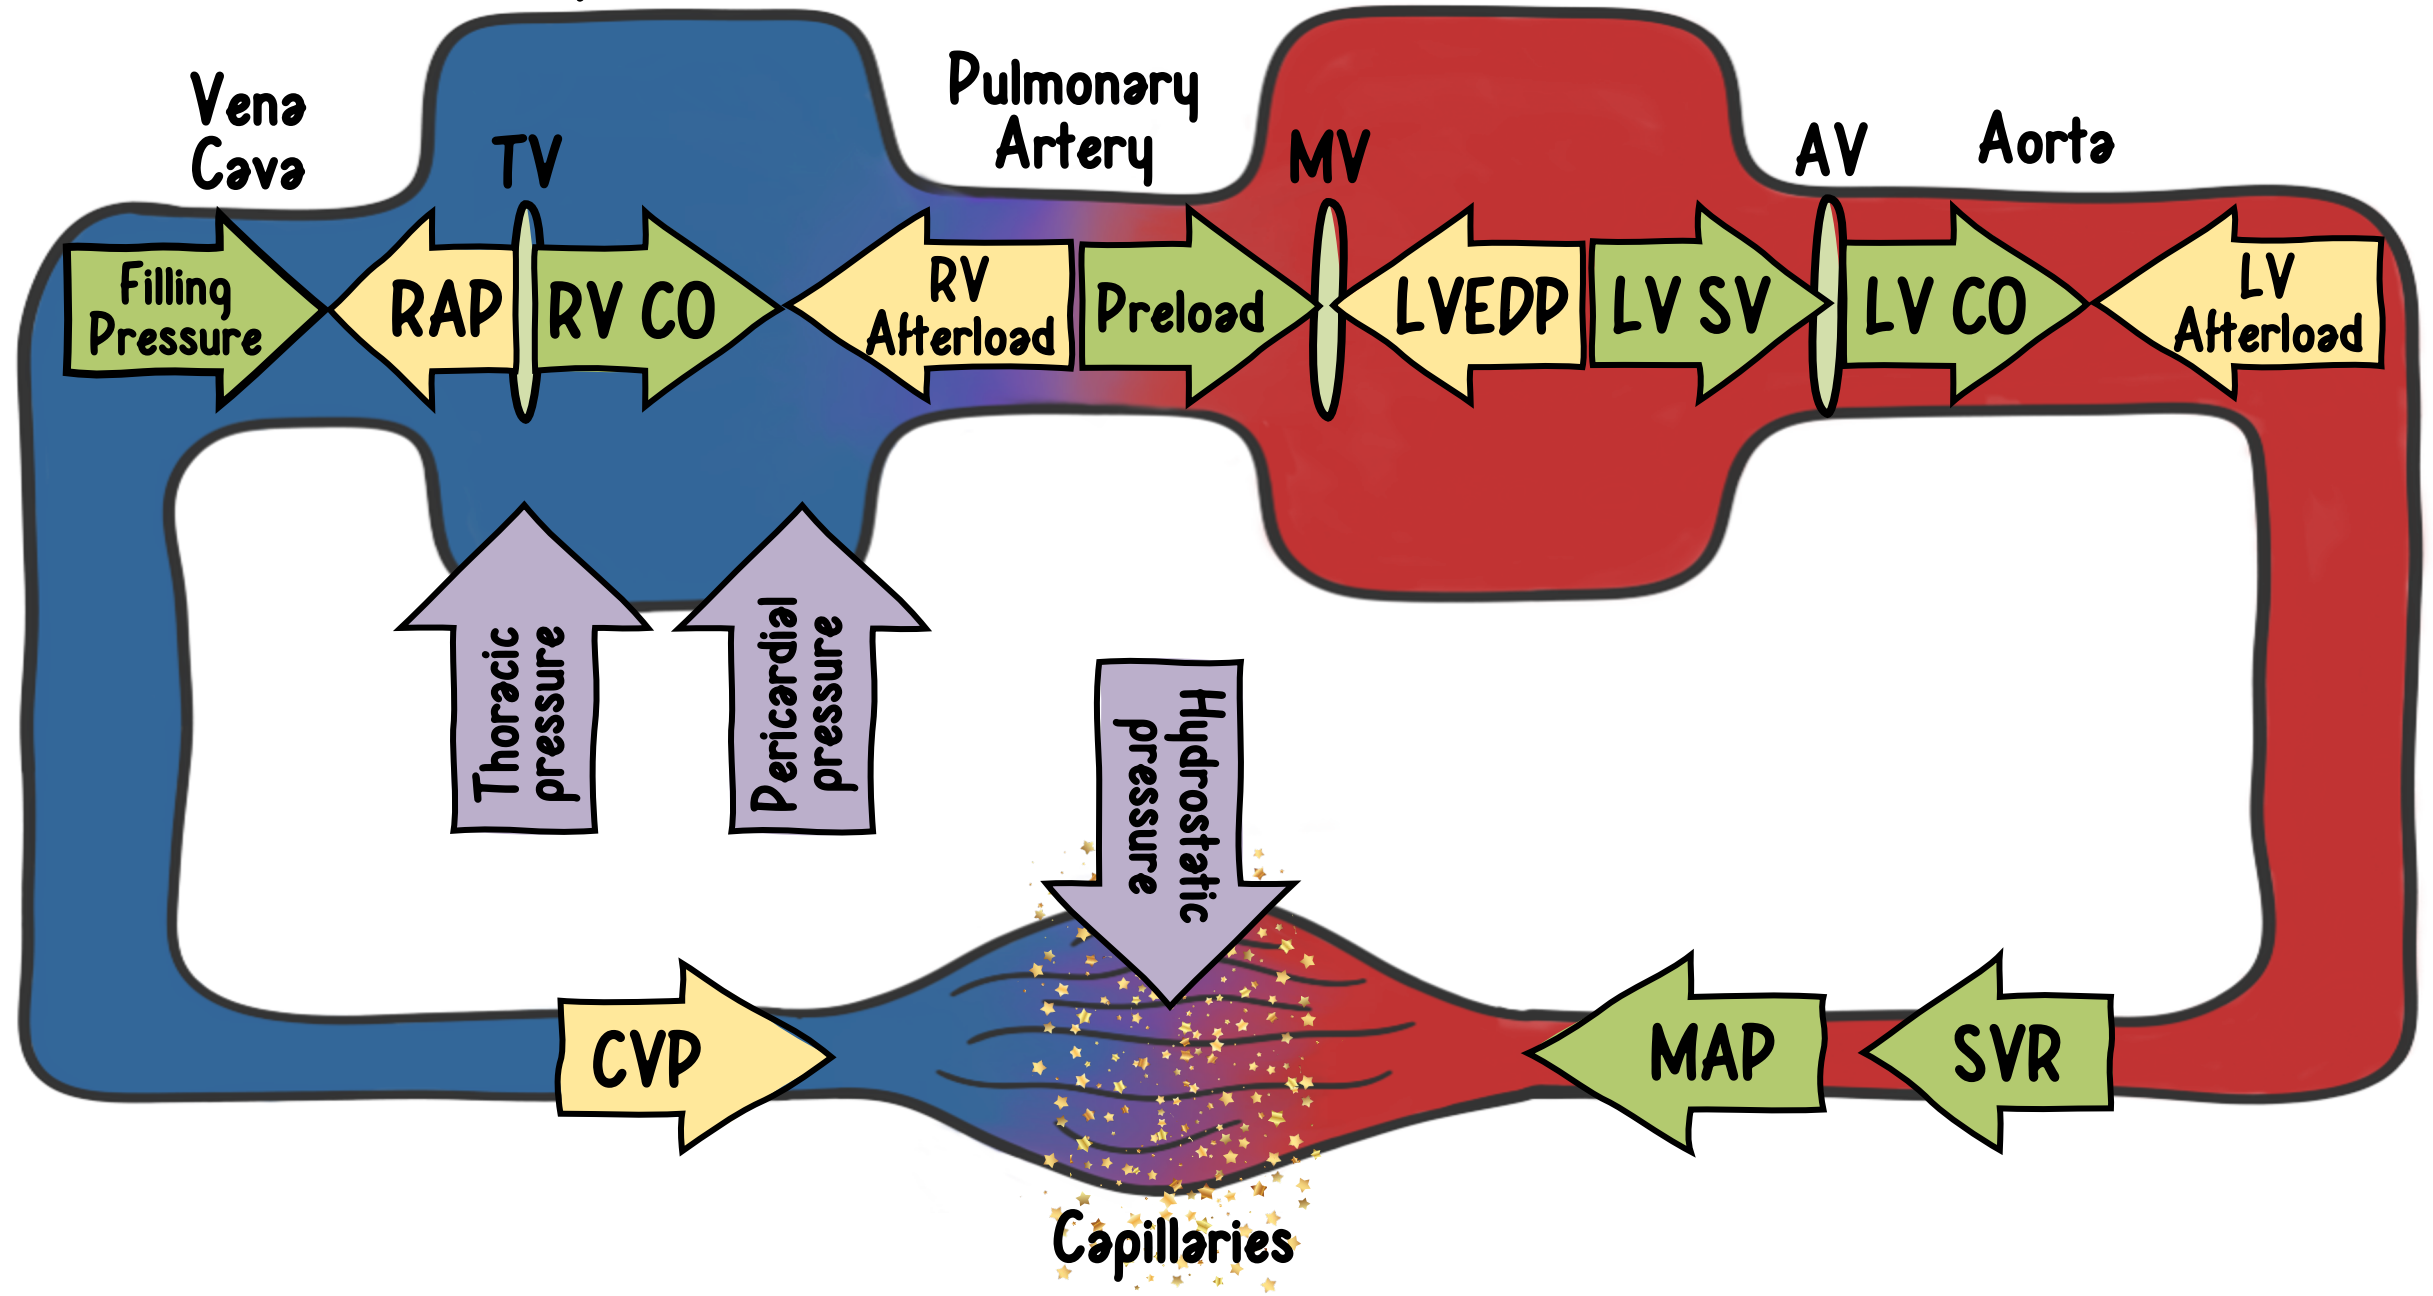 Vena
Cava
TV
Pulmonary
Artery
MV
AV
Aorta
Filling
Pressure
RAP
RV CO
RV
Afterload
Preload
LVEDP
LV SV
LV CO
LV
Afterload
Thoracic
pressure
Pericardial
pressure
Hydrostetic
pressure
CVP
MAP
SVR
Capillaries